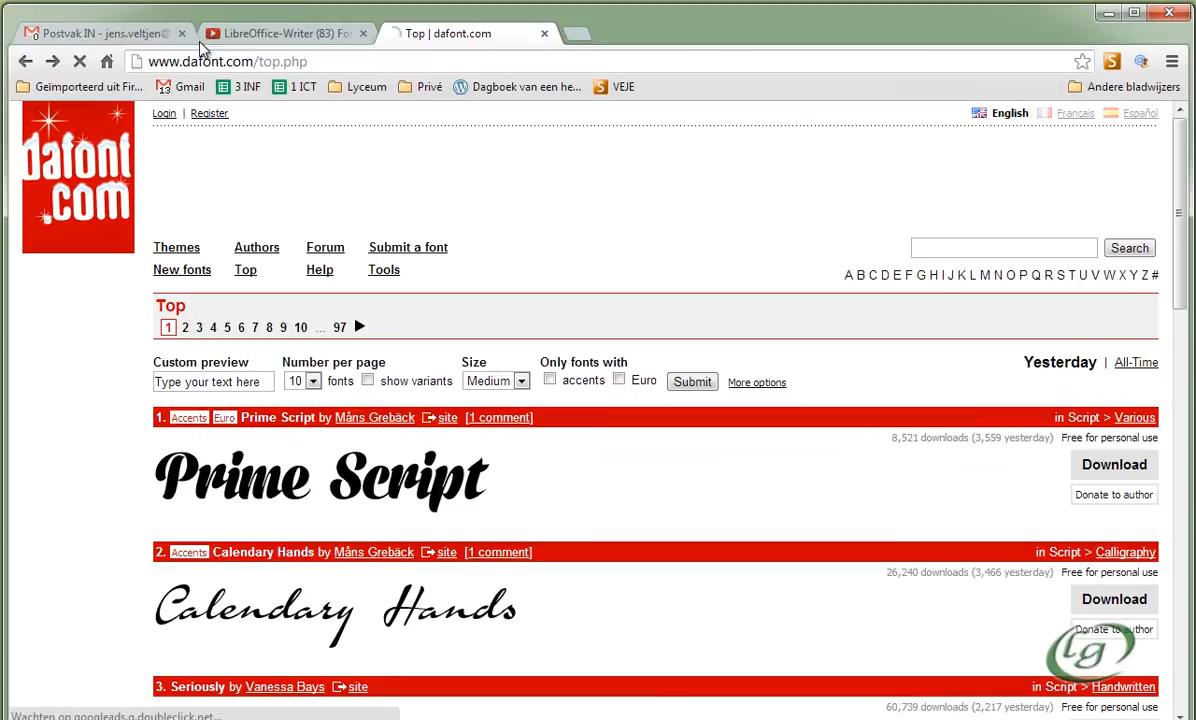 Postvak IN - jens.veltjen@
LibreOffice-Writer (83) Fo
Top | dafont.com
www.dafont.com/top.php
Geïmporteerd uit Fir...
13 Gmail
3 INF
1 ICT
Lyceum
Privé
Dagboek van een he...
VEJE
Andere bladwijzers
dafont
.com
Login | Register
English Français Español
Themes Authors Forum Submit a font
New fonts Top Help Tools
Search
A B C D E F G H I J K L M N O P Q R S T U V W X Y Z #
Top
1 2 3 4 5 6 7 8 9 10 ... 97
Custom preview Number per page Size Only fonts with
Yesterday | All-Time
Type your text here 10 fonts show variants Medium accents Euro Submit More options
1. Accents Euro Prime Script by Måns Grebäck site [1 comment] in Script > Various
8,521 downloads (3,559 yesterday) Free for personal use
Prime Script
Download
Donate to author
2. Accents Calendary Hands by Måns Grebäck site [1 comment] in Script > Calligraphy
26,240 downloads (3,466 yesterday) Free for personal use
Calendary Hands
Download
Donate to author
lg
3. Seriously by Vanessa Bays site in Script > Handwritten
60,739 downloads (2,217 yesterday) Free for personal use
Wachten op googleads.g.doubleclick.net...